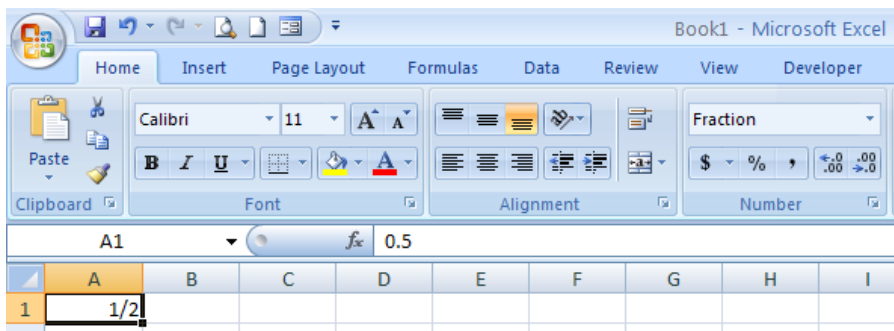 Book1 - Microsoft Excel
Home Insert Page Layout Formulas Data Review View Developer
Calibri 11 A A Fraction
Paste B I U A a $ % , .0 .00 .00 .0
Clipboard Font Alignment Number
A1 fx 0.5
A B C D E F G H I
1 1/2